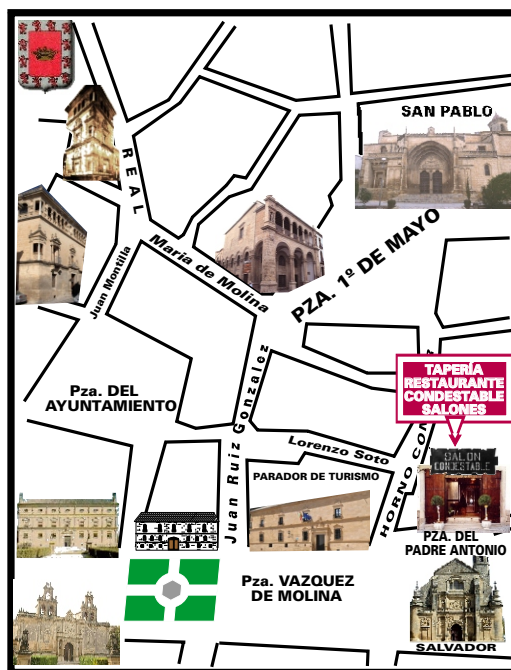 SAN PABLO
REAL
Maria de Molina
PZA. 1º DE MAYO
Juan Montilla
TAPERÍA
RESTAURANTE
CONDESTABLE
SALONES
Pza. DEL
AYUNTAMIENTO
Juan Ruiz Gonzalez
Lorenzo Soto
SALON
CONDESTABLE
PARADOR DE TURISMO
PZA. DEL
PADRE ANTONIO
Pza. VAZQUEZ
DE MOLINA
SALVADOR
HORNO